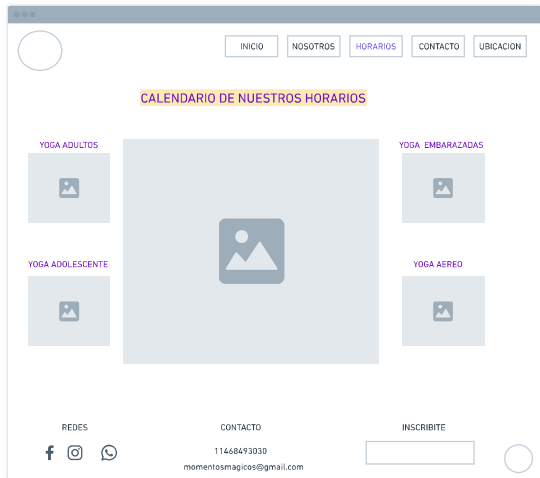 INICIO
NOSOTROS
HORARIOS
CONTACTO
UBICACION
CALENDARIO DE NUESTROS HORARIOS
YOGA ADULTOS
YOGA EMBARAZADAS
YOGA ADOLESCENTE
YOGA AEREO
REDES
CONTACTO
INSCRIBITE
11468493030
momentosmagicos@gmail.com